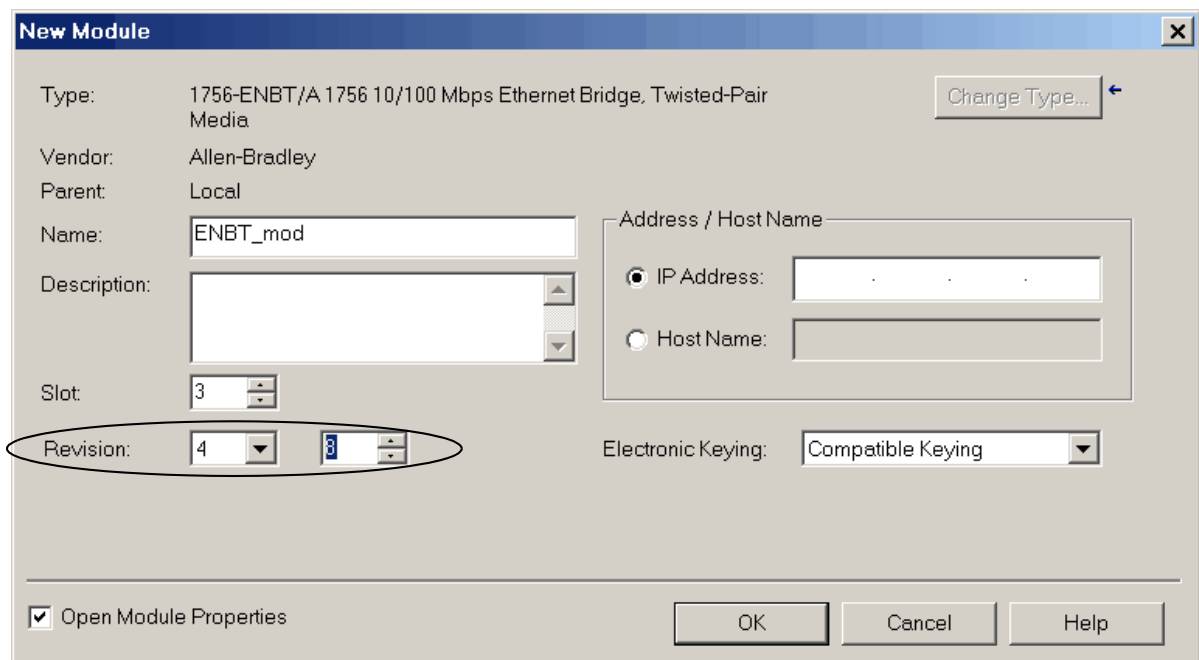 New Module
Type: 1756-ENBT/A 1756 10/100 Mbps Ethernet Bridge, Twisted-Pair
Media
Change Type...
Vendor: Allen-Bradley
Parent: Local
Name: ENBT_mod
Description:
Address / Host Name
IP Address: . . .
Host Name:
Slot: 3
Revision: 4 8
Electronic Keying: Compatible Keying
Open Module Properties
OK Cancel Help